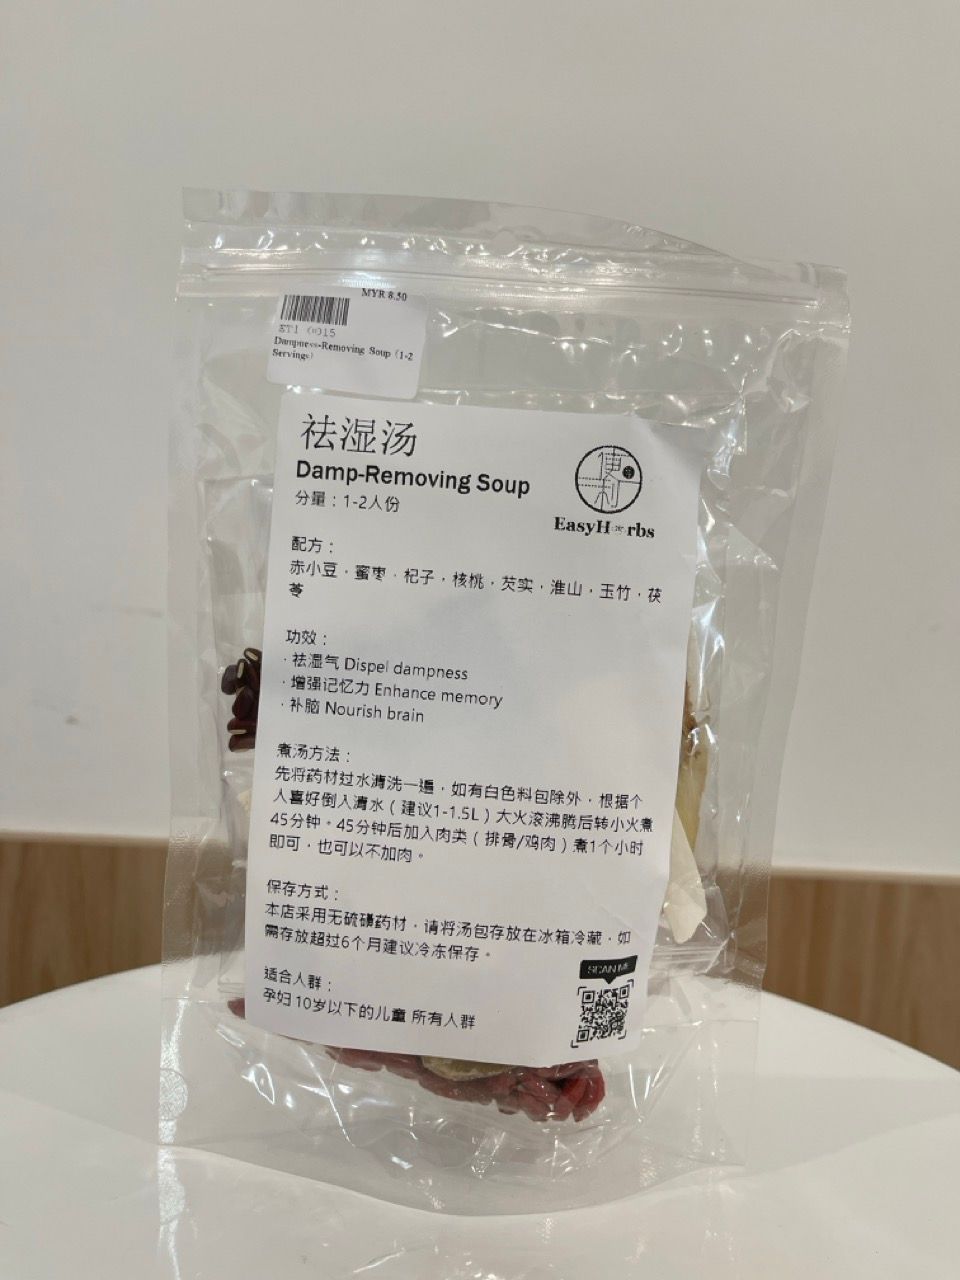 MYR 8.50
ET1 0015
Dampness-Removing Soup (1-2
Servings)
祛湿汤
Damp-Removing Soup
分量：1-2人份
便利
EasyHerbs
配方：
赤小豆，蜜枣，杞子，核桃，芡实，淮山，玉竹，茯
苓
功效：
· 祛湿气 Dispel dampness
· 增强记忆力 Enhance memory
· 补脑 Nourish brain
煮汤方法：
先将药材过水清洗一遍，如有白色料包除外，根据个
人喜好倒入清水（建议1-1.5L）大火滚沸腾后转小火煮
45分钟。45分钟后加入肉类（排骨/鸡肉）煮1个小时
即可，也可以不加肉。
保存方式：
本店采用无硫磺药材，请将汤包存放在冰箱冷藏，如
需存放超过6个月建议冷冻保存。
适合人群：
孕妇 10岁以下的儿童 所有人群
SCAN ME